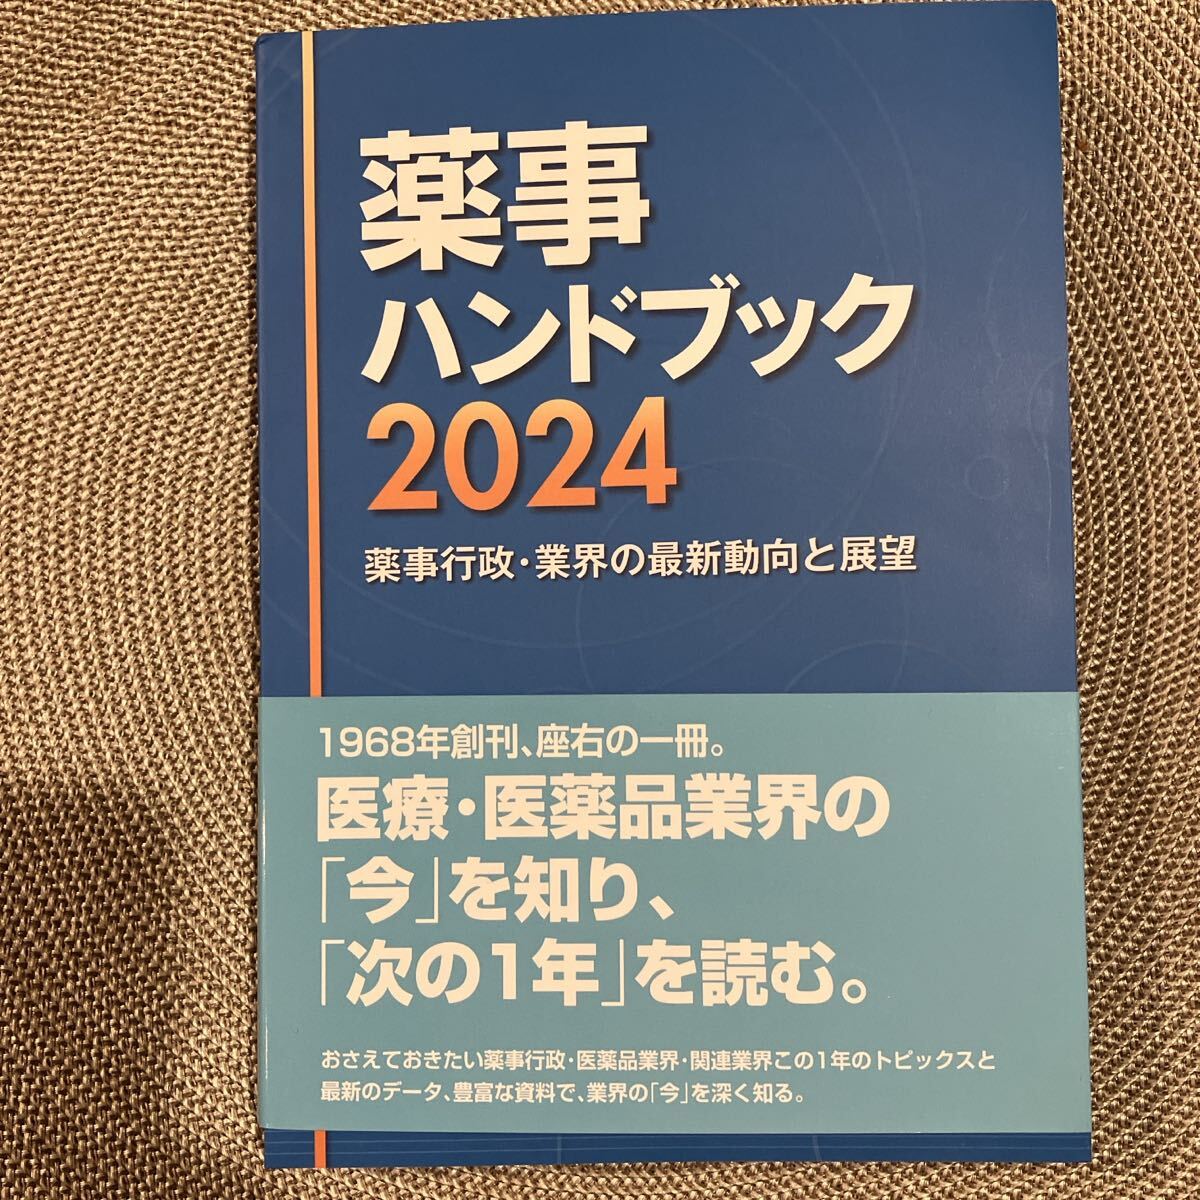 薬事
ハンドブック
2024
薬事行政・業界の最新動向と展望
1968年創刊、座右の一冊。
医療・医薬品業界の
「今」を知り、
「次の1年」を読む。
おさえておきたい薬事行政・医薬品業界・関連業界この1年のトピックスと
最新のデータ、豊富な資料で、業界の「今」を深く知る。